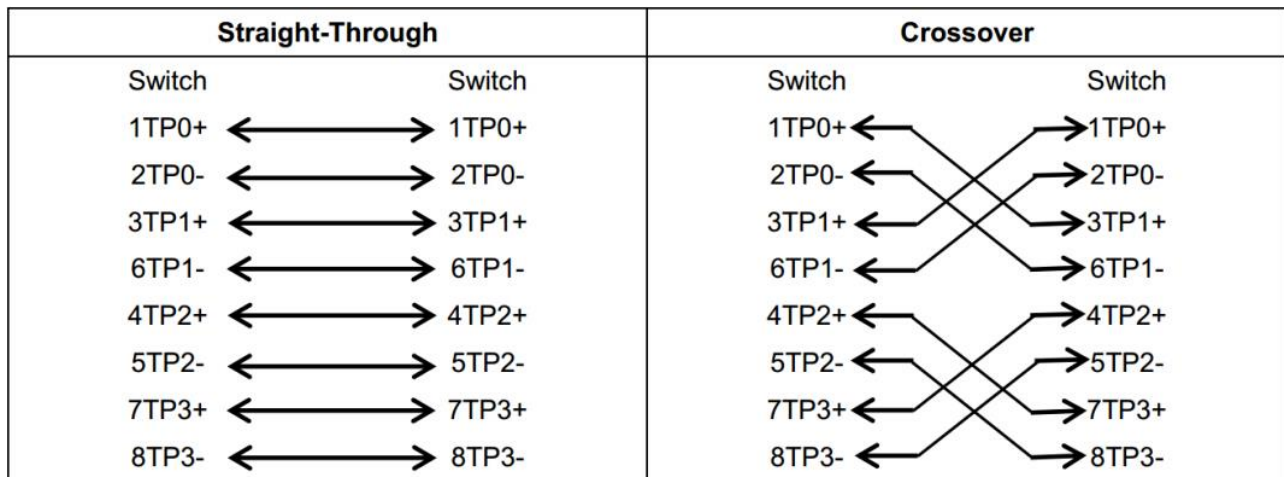 Straight-Through Crossover
Switch Switch Switch Switch
1TP0+ 1TP0+ 1TP0+ 1TP0+
2TP0- 2TP0- 2TP0- 2TP0-
3TP1+ 3TP1+ 3TP1+ 3TP1+
6TP1- 6TP1- 6TP1- 6TP1-
4TP2+ 4TP2+ 4TP2+ 4TP2+
5TP2- 5TP2- 5TP2- 5TP2-
7TP3+ 7TP3+ 7TP3+ 7TP3+
8TP3- 8TP3- 8TP3- 8TP3-